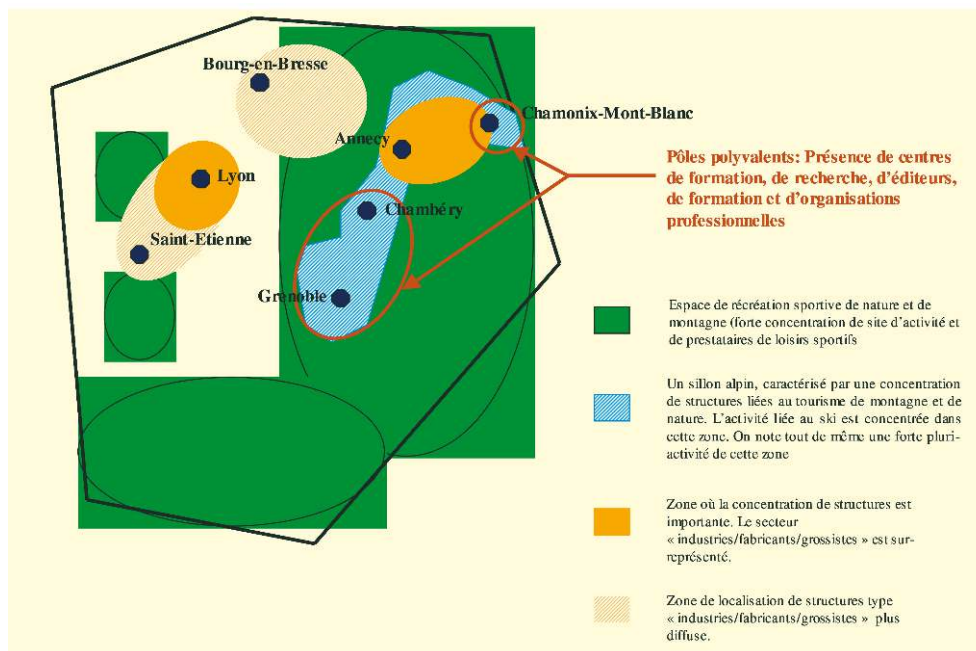 Bourg-en-Bresse
Chamonix-Mont-Blanc
Annecy
Lyon
Chambéry
Saint-Etienne
Grenoble
Pôles polyvalents: Présence de centres
de formation, de recherche, d'éditeurs,
de formation et d'organisations
professionnelles
Espace de récréation sportive de nature et de
montagne (forte concentration de site d'activité et
de prestataires de loisirs sportifs
Un sillon alpin, caractérisé par une concentration
de structures liées au tourisme de montagne et de
nature. L'activité liée au ski est concentrée dans
cette zone. On note tout de même une forte pluri-
activité de cette zone
Zone où la concentration de structures est
importante. Le secteur
« industries/fabricants/grossistes » est sur-
représenté.
Zone de localisation de structures type
« industries/fabricants/grossistes » plus
diffuse.